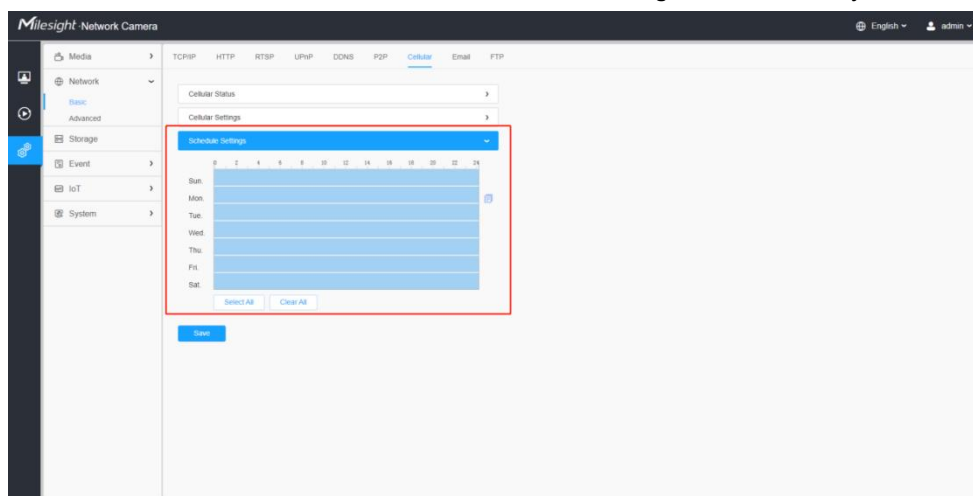 Milesight Network Camera
English
admin
Media
TCP/IP HTTP RTSP UPnP DDNS P2P Cellular Email FTP
Network
Basic
Advanced
Storage
Event
IoT
System
Cellular Status
Cellular Settings
Schedule Settings
0 2 4 6 8 10 12 14 16 18 20 22 24
Sun.
Mon.
Tue.
Wed.
Thu.
Fri.
Sat.
Select All Clear All
Save